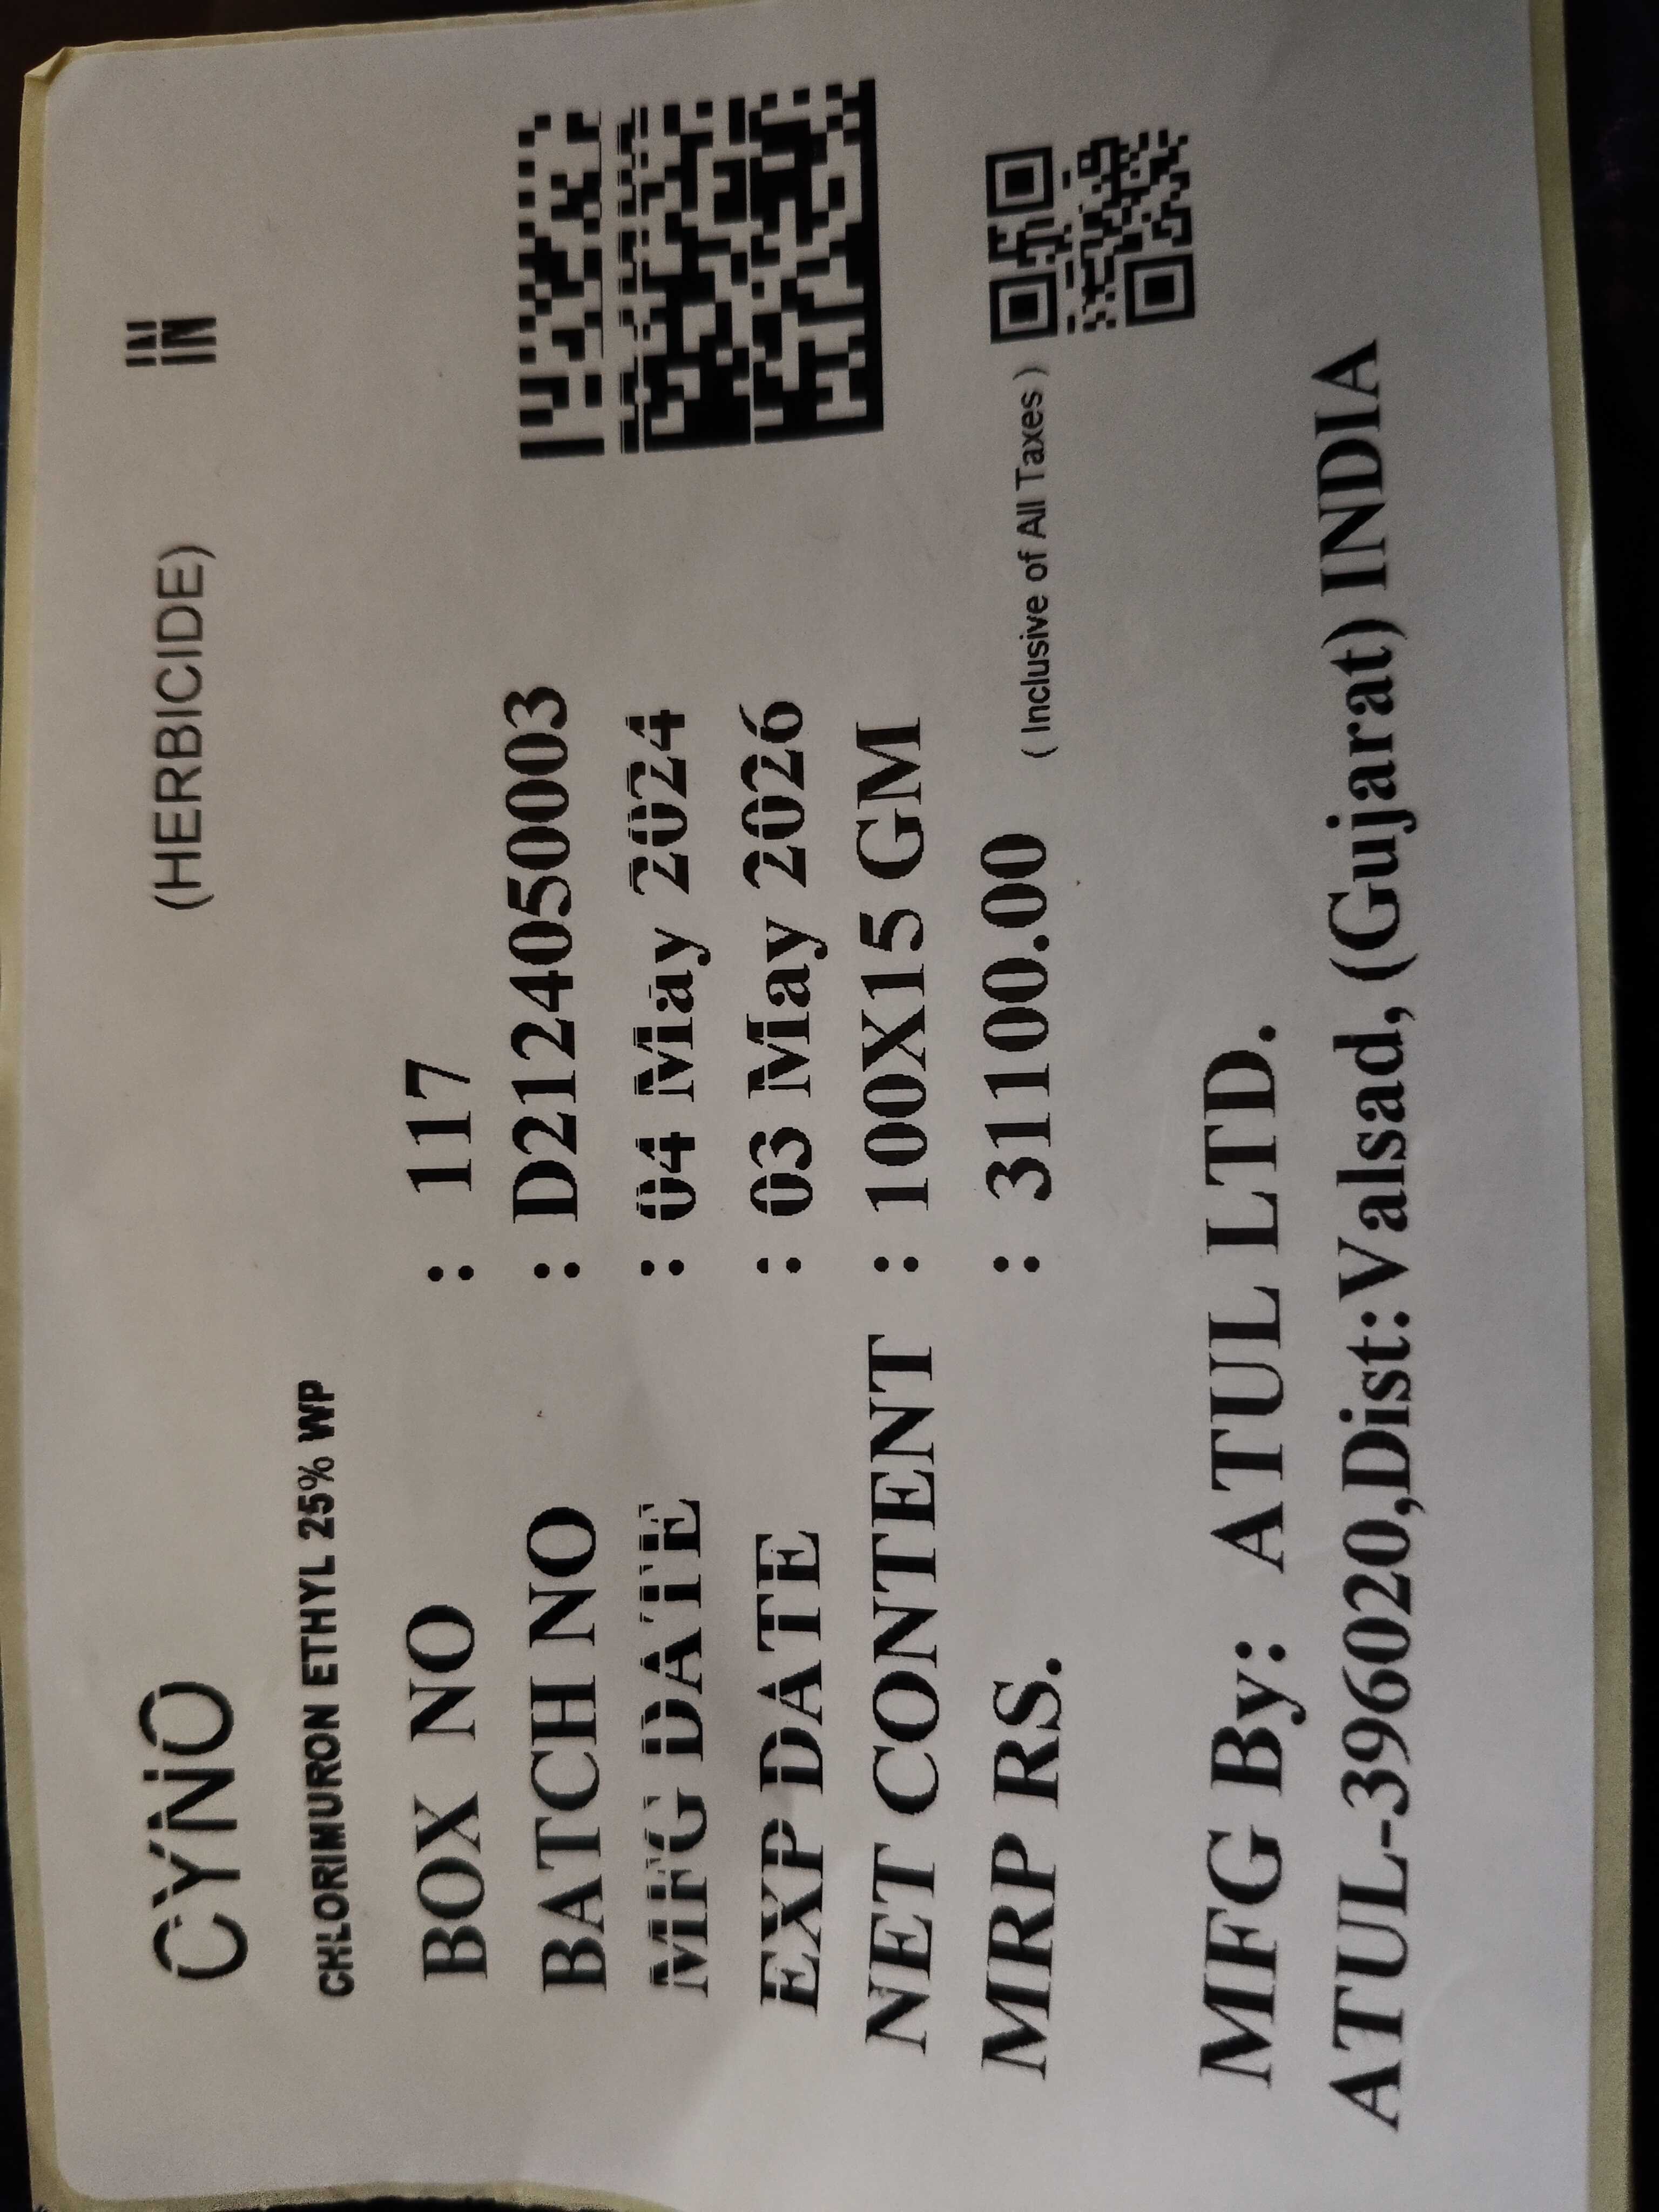 CYNO (HERBICIDE) IN
CHLORIMURON ETHYL 25% WP
BOX NO : 117
BATCH NO : D2124050003
MFG DATE : 04 May 2024
EXP DATE : 03 May 2026
NET CONTENT : 100X15 GM
MRP RS. : 31100.00 ( Inclusive of All Taxes )
MFG By: ATUL LTD.
ATUL-396020,Dist:Valsad, (Gujarat) INDIA